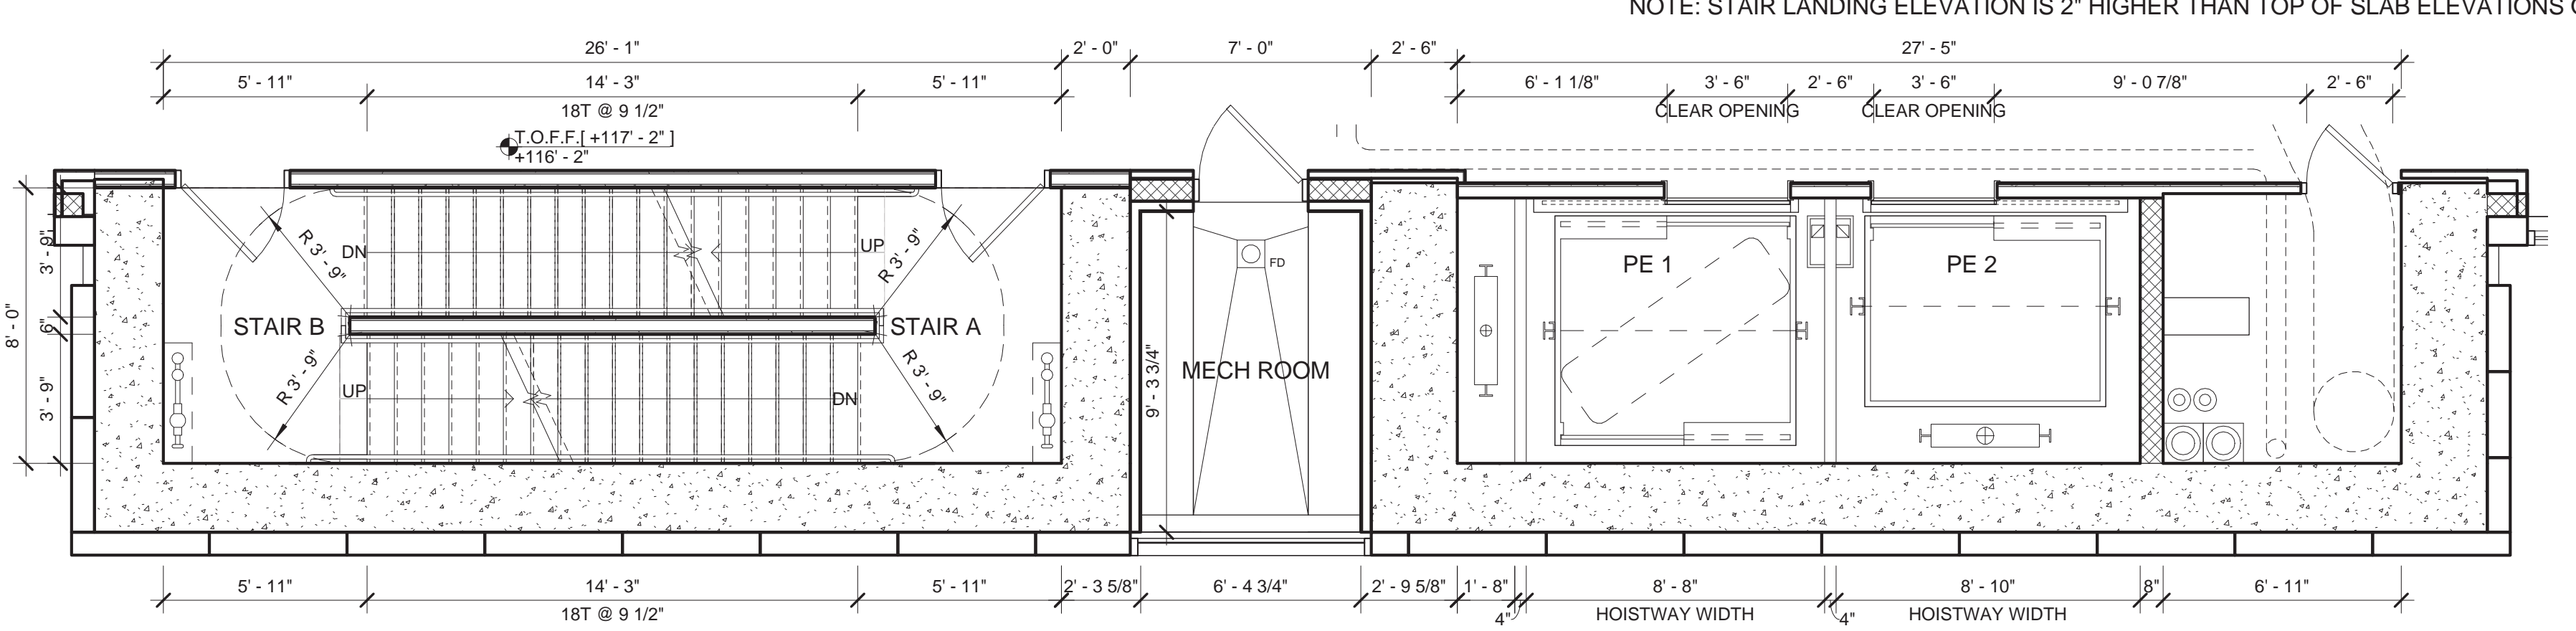 NOTE: STAIR LANDING ELEVATION IS 2" HIGHER THAN TOP OF SLAB ELEVATIONS
26' - 1"
2' - 0"
7' - 0"
2' - 6"
27' - 5"
5' - 11"
14' - 3"
5' - 11"
6' - 1 1/8"
3' - 6"
2' - 6"
3' - 6"
9' - 0 7/8"
2' - 6"
18T @ 9 1/2"
CLEAR OPENING
CLEAR OPENING
T.O.F.F.[ +117' - 2" ]
+116' - 2"
8' - 0"
3' - 9"
6"
3' - 9"
DN
UP
R 3' - 9"
R 3' - 9"
STAIR B
STAIR A
R 3' - 9"
R 3' - 9"
UP
DN
FD
9' - 3 3/4"
MECH ROOM
PE 1
PE 2
5' - 11"
14' - 3"
5' - 11"
2' - 3 5/8"
6' - 4 3/4"
2' - 9 5/8"
1' - 8"
8' - 8"
8' - 10"
8"
6' - 11"
18T @ 9 1/2"
4"
HOISTWAY WIDTH
4"
HOISTWAY WIDTH